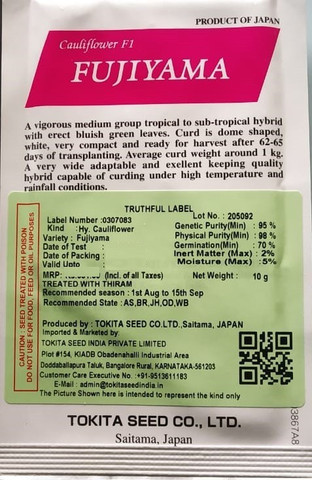 PRODUCT OF JAPAN
Cauliflower F1
FUJIYAMA
A vigorous medium group tropical to sub-tropical hybrid
with erect bluish green leaves. Curd is dome shaped,
white, very compact and ready for harvest after 62-65
days of transplanting. Average curd weight around 1 kg.
A very wide adaptable and exellent keeping quality
hybrid capable of curding under high temperature and
rainfall conditions.
CAUTION : SEED TREATED WITH POISON
DO NOT USE FOR FOOD, FEED OR OIL PURPOSES
TRUTHFUL LABEL
Label Number :0307083 Lot No. : 205092
Kind : Hy. Cauliflower Genetic Purity(Min) : 95 %
Variety : Fujiyama Physical Purity(Min) : 98 %
Date of Test : Germination(Min) : 70 %
Date of Packing : Inert Matter (Max) : 2%
Valid Upto : Moisture (Max) :5%
MRP: (Incl. of all Taxes) Net Weight : 10 g
TREATED WITH THIRAM
Recommended season : 1st Aug to 15th Sep
Recommended State : AS,BR,JH,OD,WB
Produced by : TOKITA SEED CO.LTD.,Saitama, JAPAN
Imported & Marketed by:
TOKITA SEED INDIA PRIVATE LIMITED
Plot #154, KIADB Obadenahalli Industrial Area
Doddaballapura Taluk, Bangalore Rural, KARNATAKA-561203
Customer Care Executive No. :+91-9513611183
E-Mail : admin@tokitaseedindia.in
The Picture Shown here is intended to represent the kind only
TOKITA SEED CO., LTD.
Saitama, Japan
3867A8